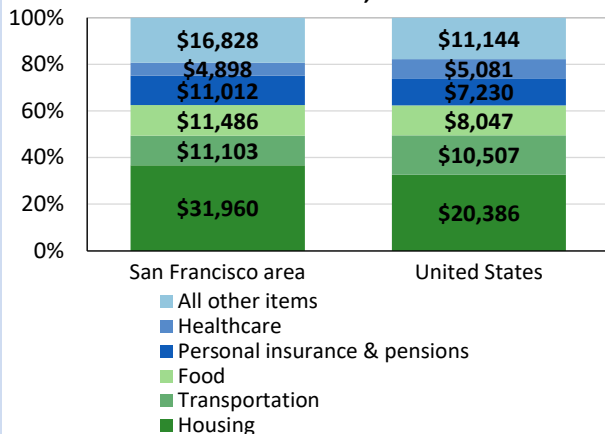 100%
80%
60%
40%
20%
0%
$16,828
$4,898
$11,012
$11,486
$11,103
$31,960
$11,144
$5,081
$7,230
$8,047
$10,507
$20,386
San Francisco area
United States
All other items
Healthcare
Personal insurance & pensions
Food
Transportation
Housing